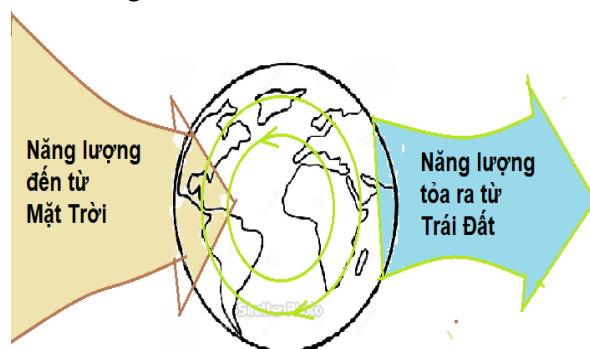 Năng lượng
đến từ
Mặt Trời
Năng lượng
tỏa ra từ
Trái Đất